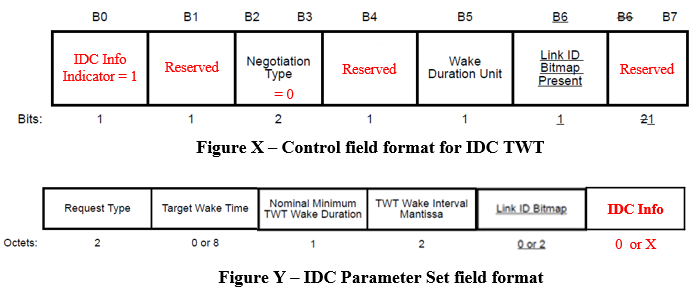 B0 B1 B2 B3 B4 B5 B6 B6 B7
IDC Info
Indicator = 1
Reserved
Negotiation
Type
= 0
Reserved
Wake
Duration Unit
Link ID
Bitmap
Present
Reserved
Bits: 1 1 2 1 1 1 21
Figure X – Control field format for IDC TWT
Request Type
Target Wake Time
Nominal Minimum
TWT Wake Duration
TWT Wake Interval
Mantissa
Link ID Bitmap
IDC Info
Octets: 2 0 or 8 1 2 0 or 2 0 or X
Figure Y – IDC Parameter Set field format